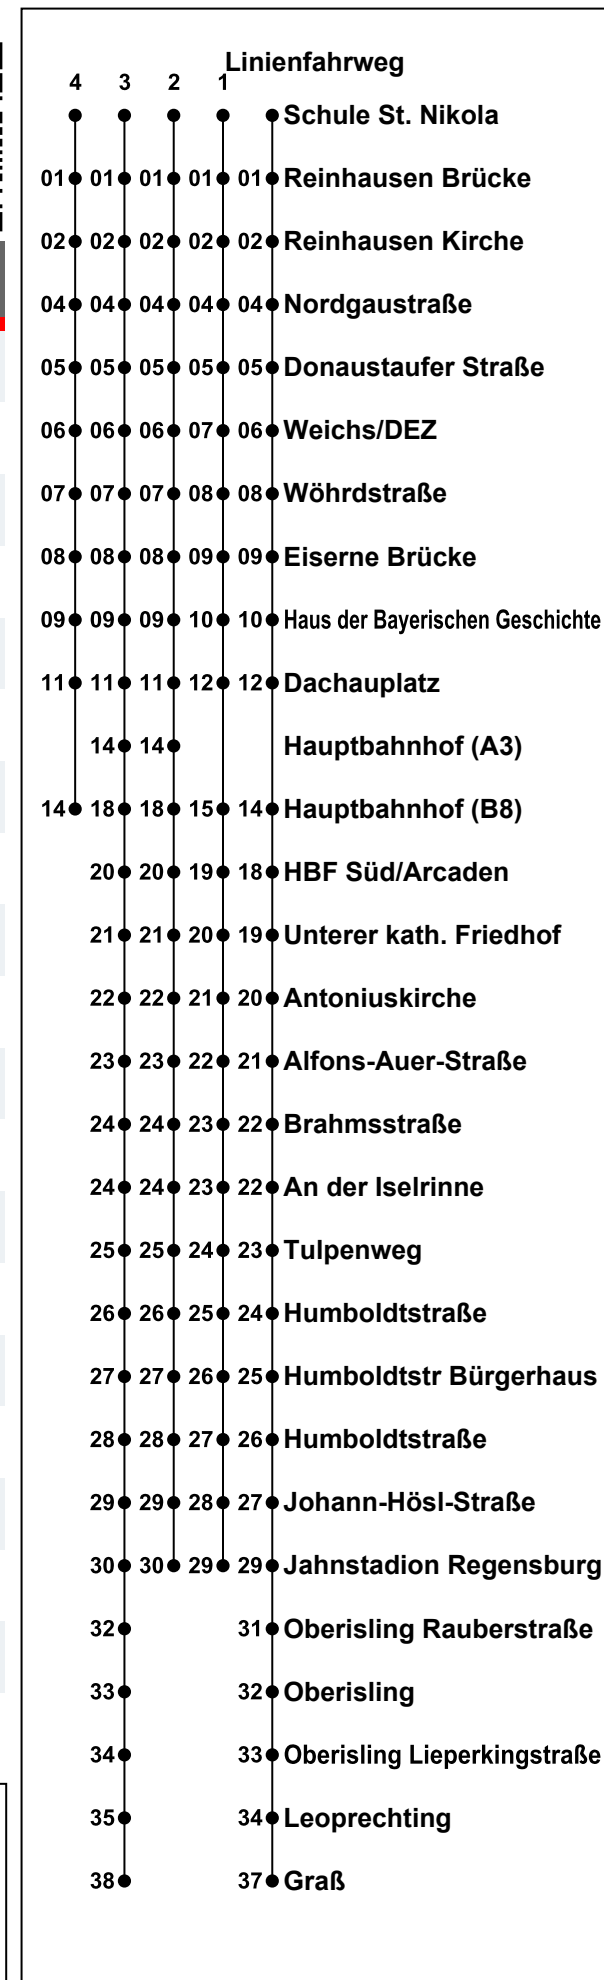 Linienfahrweg
4 3 2 1
Schule St. Nikola
01 01 01 01 01 Reinhausen Brücke
02 02 02 02 02 Reinhausen Kirche
04 04 04 04 04 Nordgaustraße
05 05 05 05 05 Donaustaufer Straße
06 06 06 07 06 Weichs/DEZ
07 07 07 08 08 Wöhrdstraße
08 08 08 09 09 Eiserne Brücke
09 09 09 10 10 Haus der Bayerischen Geschichte
11 11 11 12 12 Dachauplatz
14 14 Hauptbahnhof (A3)
14 18 18 15 14 Hauptbahnhof (B8)
20 20 19 18 HBF Süd/Arcaden
21 21 20 19 Unterer kath. Friedhof
22 22 21 20 Antoniuskirche
23 23 22 21 Alfons-Auer-Straße
24 24 23 22 Brahmsstraße
24 24 23 22 An der Iselrinne
25 25 24 23 Tulpenweg
26 26 25 24 Humboldtstraße
27 27 26 25 Humboldtstr Bürgerhaus
28 28 27 26 Humboldtstraße
29 29 28 27 Johann-Hösl-Straße
30 30 29 29 Jahnstadion Regensburg
32 31 Oberisling Rauberstraße
33 32 Oberisling
34 33 Oberisling Lieperkingstraße
35 34 Leoprechting
38 37 Graß